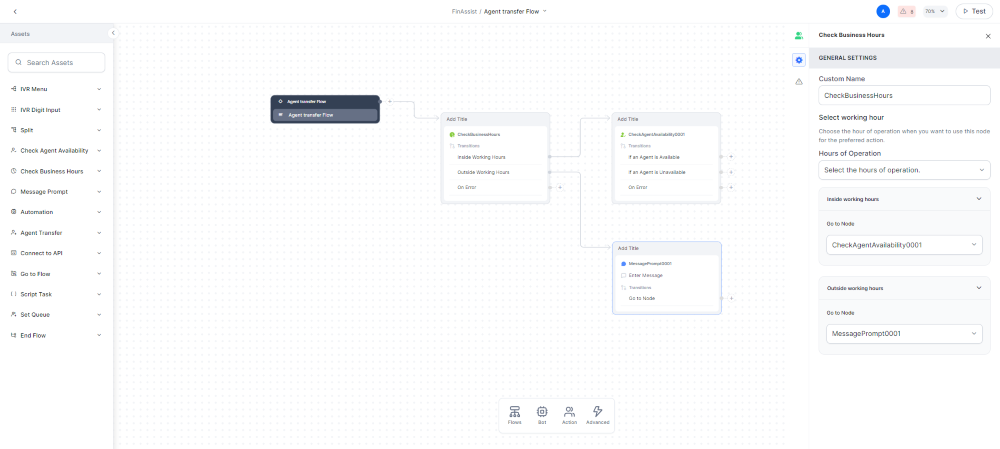 FinAssist / Agent transfer Flow
A
8
70%
Test
Assets
Search Assets
IVR Menu
IVR Digit Input
Split
Check Agent Availability
Check Business Hours
Message Prompt
Automation
Agent Transfer
Connect to API
Go to Flow
Script Task
Set Queue
End Flow
Agent transfer Flow
Agent transfer Flow
Add Title
CheckBusinessHours
Transitions
Inside Working Hours
Outside Working Hours
On Error
Add Title
CheckAgentAvailability0001
Transitions
If an Agent is Available
If an Agent is Unavailable
On Error
Add Title
MessagePrompt0001
Enter Message
Transitions
Go to Node
Flows
Bot
Action
Advanced
Check Business Hours
GENERAL SETTINGS
Custom Name
CheckBusinessHours
Select working hour
Choose the hour of operation when you want to use this node
for the preferred action.
Hours of Operation
Select the hours of operation.
Inside working hours
Go to Node
CheckAgentAvailability0001
Outside working hours
Go to Node
MessagePrompt0001